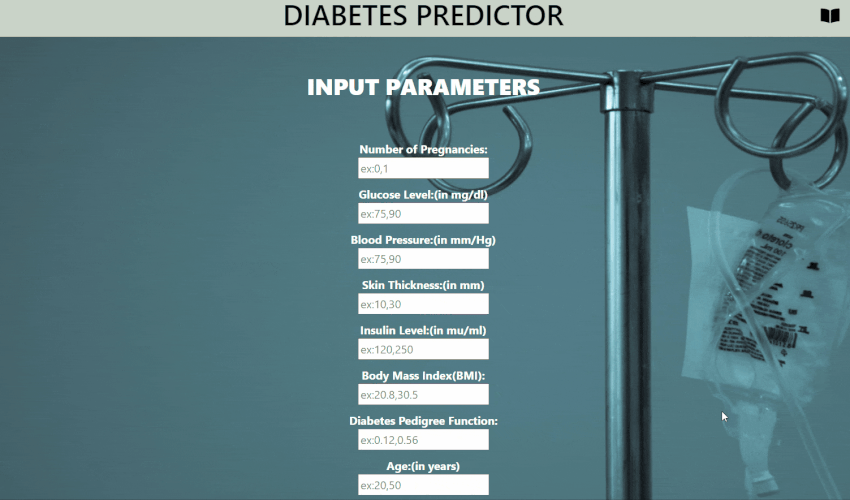 DIABETES PREDICTOR
INPUT PARAMETERS
Number of Pregnancies:
ex:0,1
Glucose Level:(in mg/dl)
ex:75,90
Blood Pressure:(in mm/Hg)
ex:75,90
Skin Thickness:(in mm)
ex:10,30
Insulin Level:(in mu/ml)
ex:120,250
Body Mass Index(BMI):
ex:20.8,30.5
Diabetes Pedigree Function:
ex:0.12,0.56
Age:(in years)
ex:20,50